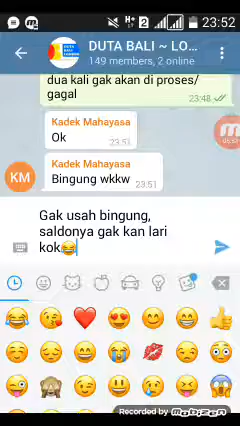 23:52
DUTA BALI ~ LO...
149 members, 2 online
dua kali gak akan di proses/
gagal
23:48
Kadek Mahayasa
Ok
23:51
Kadek Mahayasa
Bingung wkkw
23:51
KM
Gak usah bingung,
saldonya gak kan lari
kok😂
Recorded by mobizen